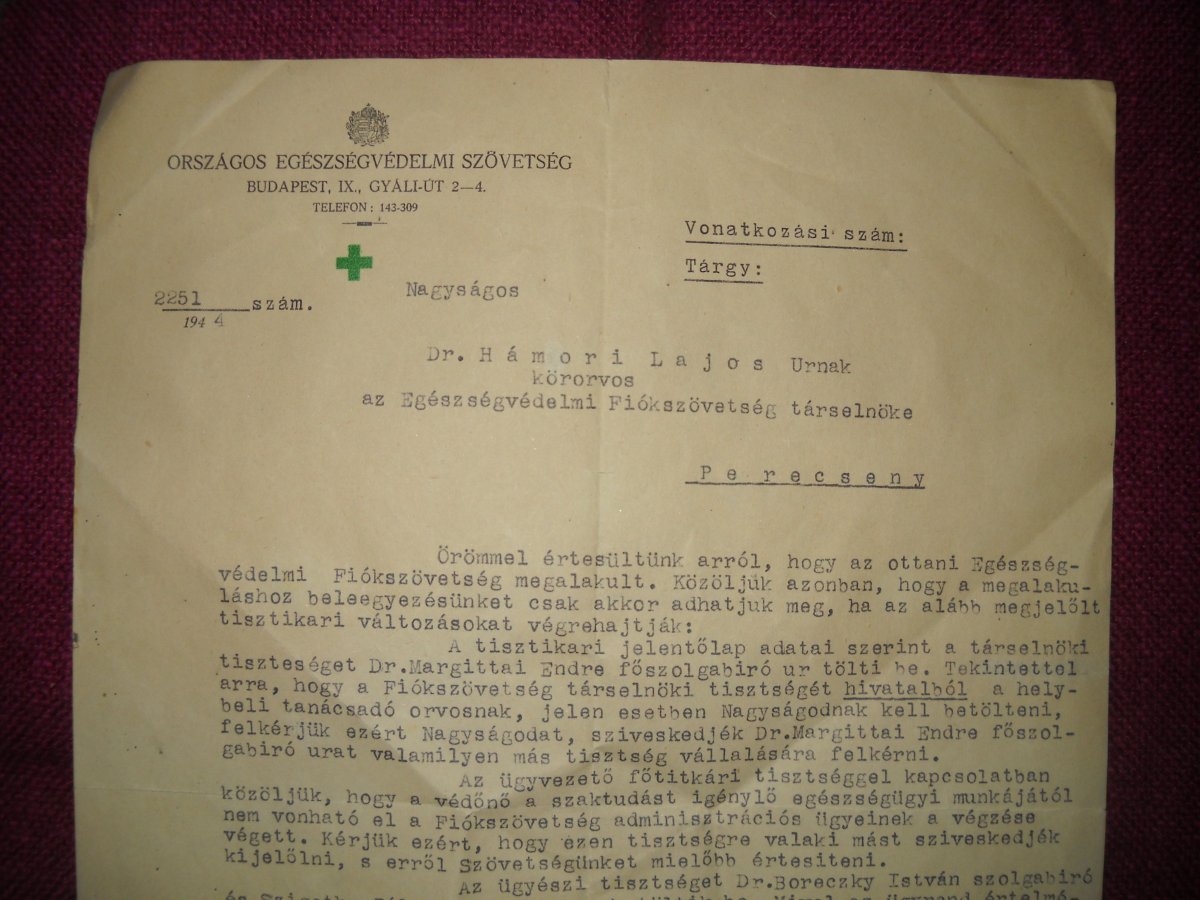 ORSZÁGOS EGÉSZSÉGVÉDELMI SZÖVETSÉG
BUDAPEST, IX., GYÁLI-ÚT 2—4.
TELEFON: 143-309
Vonatkozási szám:
Tárgy:
2251 szám.
1944
Nagyságos
Dr. Hámori Lajos Urnak
körorvos
az Egészségvédelmi Fiókszövetség társelnöke
Perecseny
Örömmel értesültünk arról, hogy az ottani Egészség-
védelmi Fiókszövetség megalakult. Közöljük azonban, hogy a megalaku-
láshoz beleegyezésünket csak akkor adhatjuk meg, ha az alább megjelölt
tisztikari változásokat végrehajtják:
A tisztikari jelentőlap adatai szerint a társelnöki
tiszteséget Dr.Margittai Endre főszolgabiró ur tölti be. Tekintettel
arra, hogy a Fiókszövetség társelnöki tisztségét hivatalból a hely-
beli tanácsadó orvosnak, jelen esetben Nagyságodnak kell betölteni,
felkérjük ezért Nagyságodat, sziveskedjék Dr.Margittai Endre főszol-
gabiró urat valamilyen más tisztség vállalására felkérni.
Az ügyvezető főtitkári tisztséggel kapcsolatban
közöljük, hogy a védőnő a szaktudást igénylő egészségügyi munkájától
nem vonható el a Fiókszövetség adminisztrációs ügyeinek a végzése
végett. Kérjük ezért, hogy ezen tisztségre valaki mást sziveskedjék
kijelölni, s erről Szövetségünket mielőbb értesiteni.
Az ügyészi tisztséget Dr.Boreczky István szolgabiró